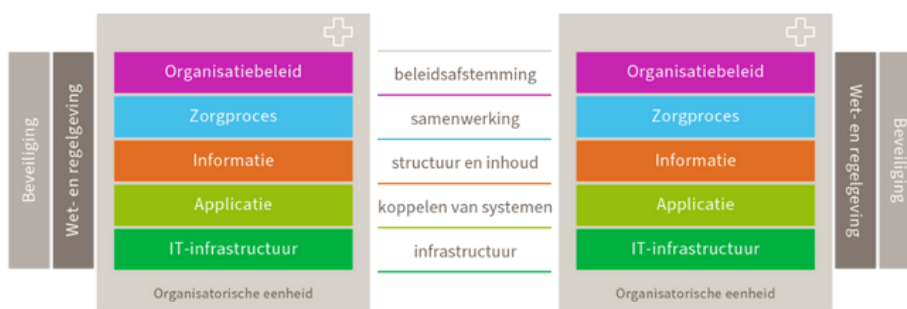 Beveiliging
Wet- en regelgeving
Organisatiebeleid
Zorgproces
Informatie
Applicatie
IT-infrastructuur
Organisatorische eenheid
beleidsafstemming
samenwerking
structuur en inhoud
koppelen van systemen
infrastructuur
Organisatiebeleid
Zorgproces
Informatie
Applicatie
IT-infrastructuur
Organisatorische eenheid
Wet- en regelgeving
Beveiliging